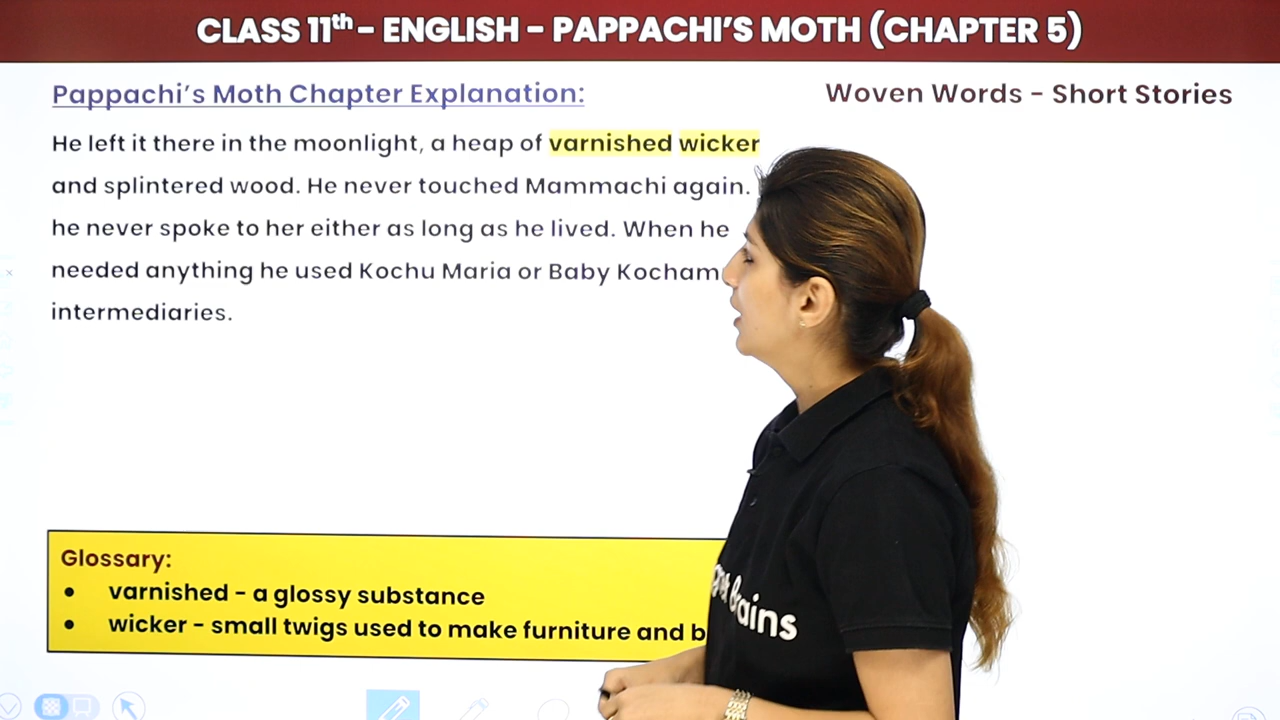 CLASS 11th – ENGLISH – PAPPACHI'S MOTH (CHAPTER 5)
Pappachi's Moth Chapter Explanation:
Woven Words – Short Stories
He left it there in the moonlight, a heap of varnished wicker
and splintered wood. He never touched Mammachi again.
he never spoke to her either as long as he lived. When he
needed anything he used Kochu Maria or Baby
intermediaries.
Glossary:
● varnished – a glossy substance
● wicker – small twigs used to make furniture and